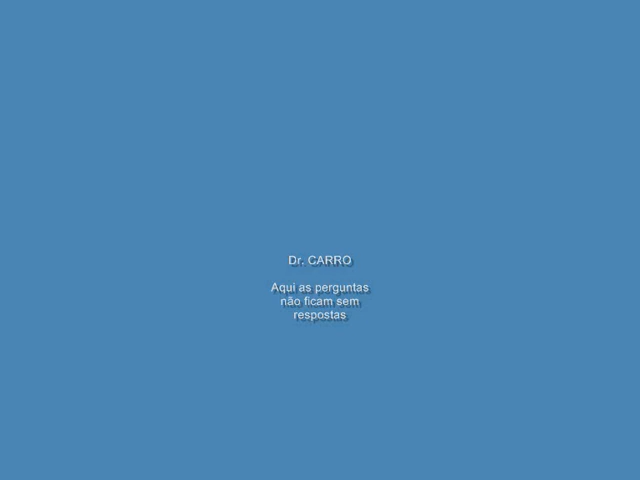 Dr. CARRO
Aqui as perguntas
não ficam sem
respostas